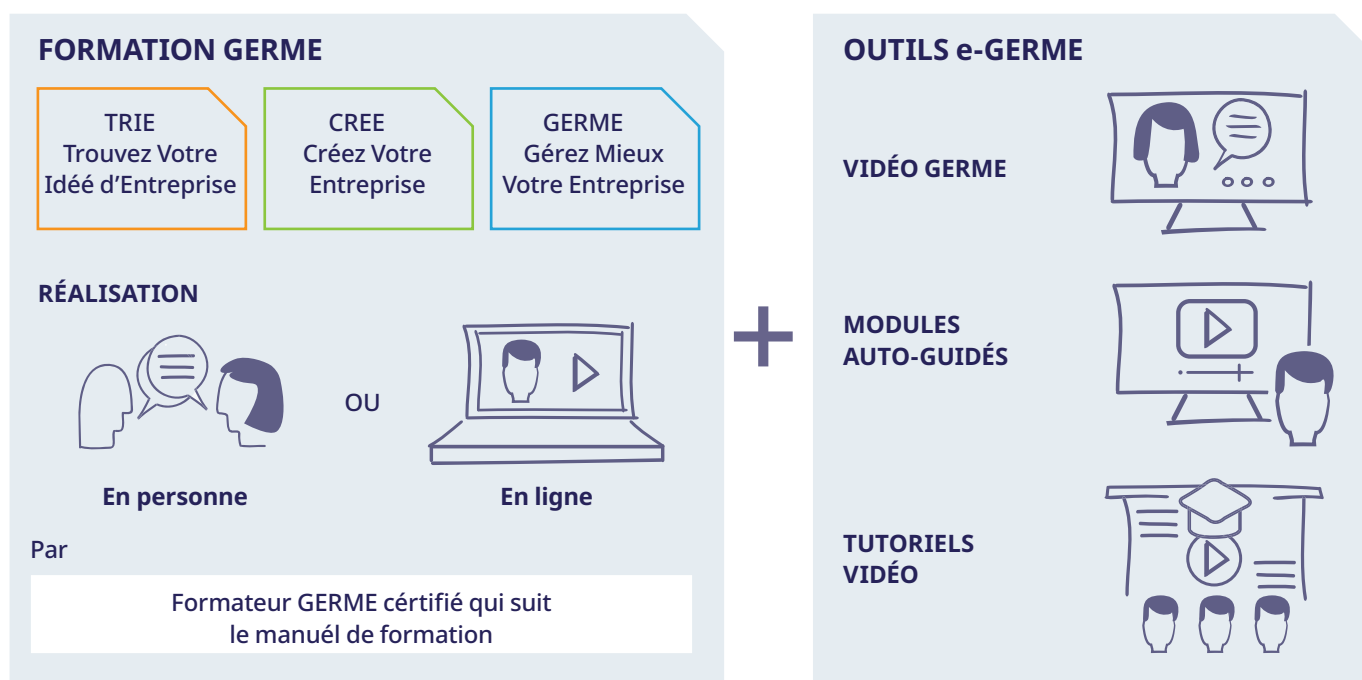 FORMATION GERME
TRIE
Trouvez Votre
Idéé d’Entreprise
CREE
Créez Votre
Entreprise
GERME
Gérez Mieux
Votre Entreprise
RÉALISATION
OU
En personne
En ligne
Par
Formateur GERME cértifié qui suit
le manuél de formation
OUTILS e-GERME
VIDÉO GERME
MODULES
AUTO-GUIDÉS
TUTORIELS
VIDÉO